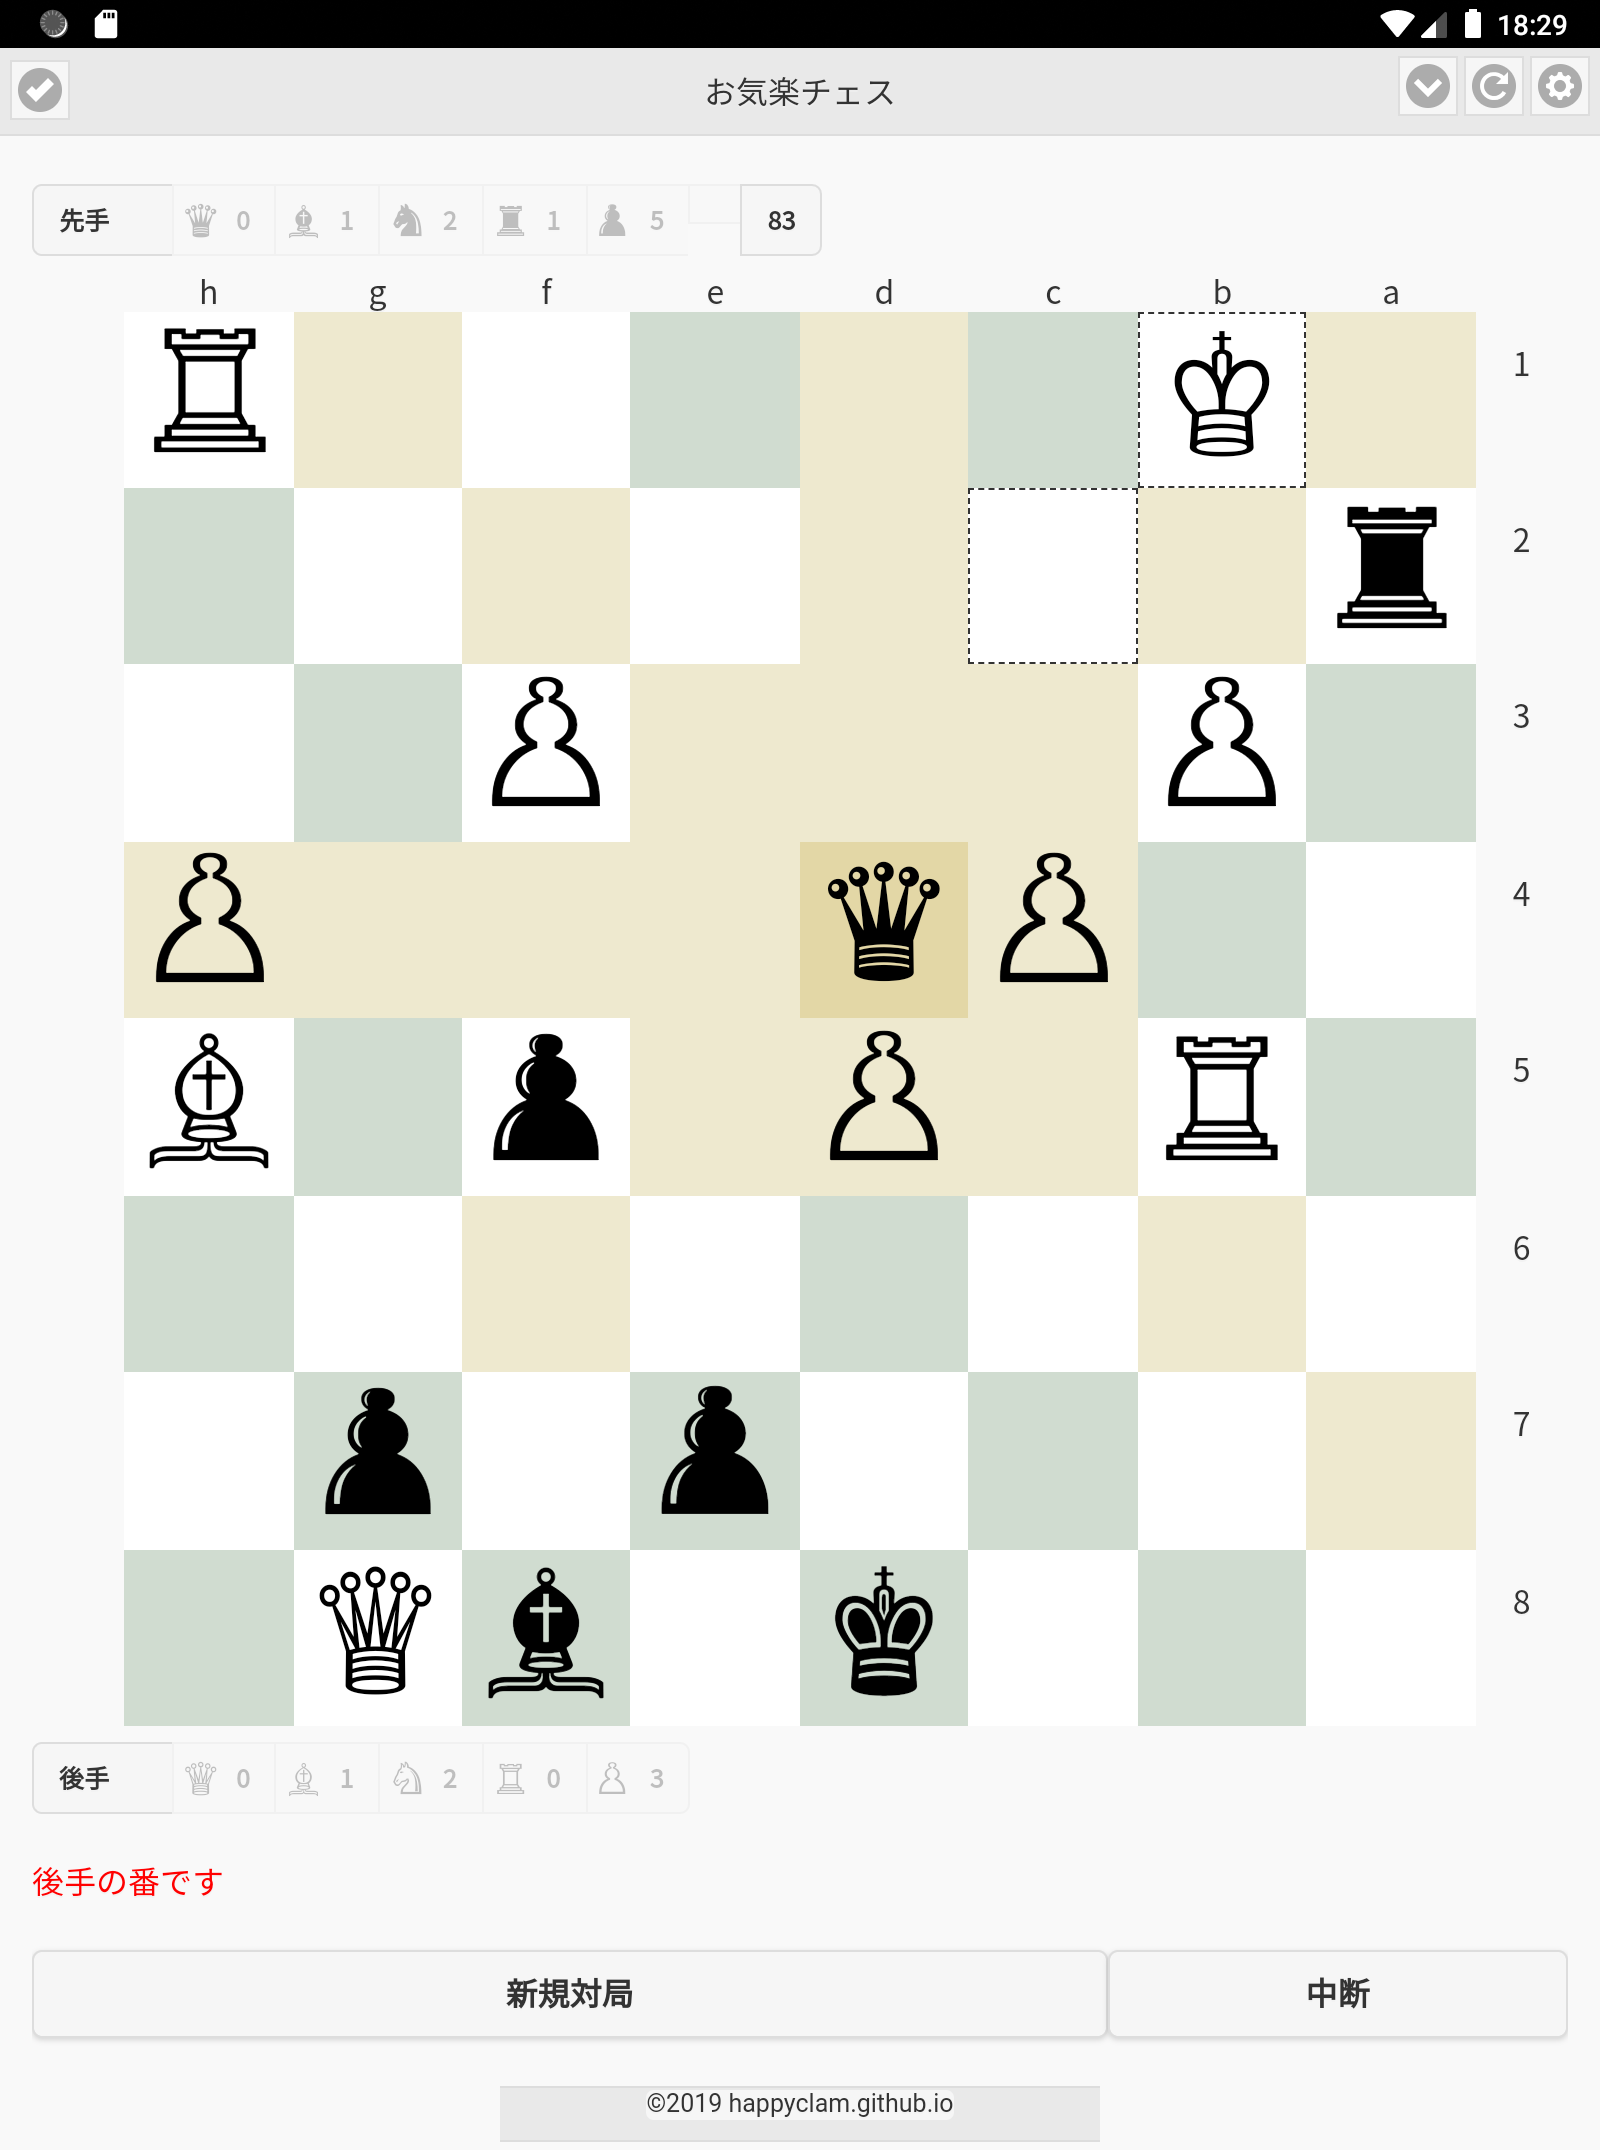 18:29
お気楽チェス
先手 0 1 2 1 5 83
h g f e d c b a
1
2
3
4
5
6
7
8
後手 0 1 2 0 3
後手の番です
新規対局 中断
©2019 happyclam.github.io